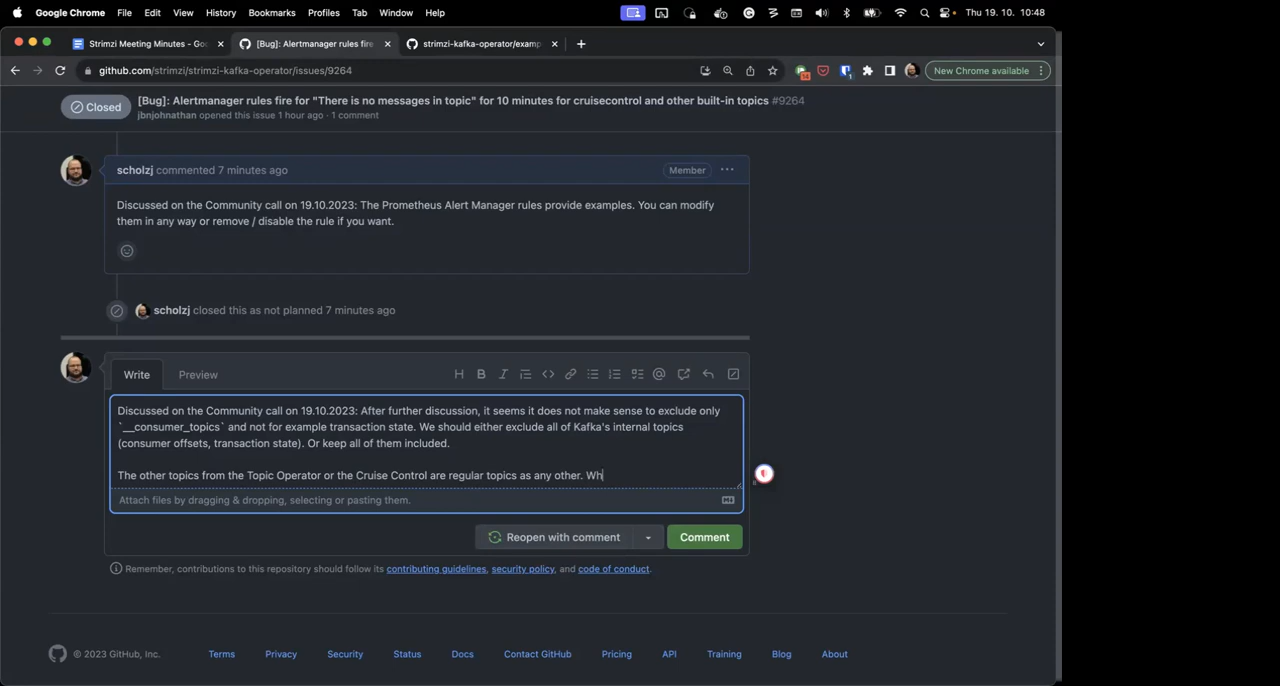 Google Chrome File Edit View History Bookmarks Profiles Tab Window Help Thu 19. 10. 10:48
Strimzi Meeting Minutes - Goo [Bug]: Alertmanager rules fire strimzi-kafka-operator/examp
github.com/strimzi/strimzi-kafka-operator/issues/9264 New Chrome available
Closed [Bug]: Alertmanager rules fire for "There is no messages in topic" for 10 minutes for cruisecontrol and other built-in topics #9264
jbnjohnathan opened this issue 1 hour ago · 1 comment
scholzj commented 7 minutes ago Member
Discussed on the Community call on 19.10.2023: The Prometheus Alert Manager rules provide examples. You can modify
them in any way or remove / disable the rule if you want.
scholzj closed this as not planned 7 minutes ago
Write Preview
Discussed on the Community call on 19.10.2023: After further discussion, it seems it does not make sense to exclude only
`__consumer_topics` and not for example transaction state. We should either exclude all of Kafka's internal topics
(consumer offsets, transaction state). Or keep all of them included.
The other topics from the Topic Operator or the Cruise Control are regular topics as any other. Wh
Attach files by dragging & dropping, selecting or pasting them.
Reopen with comment Comment
Remember, contributions to this repository should follow its contributing guidelines, security policy, and code of conduct.
© 2023 GitHub, Inc. Terms Privacy Security Status Docs Contact GitHub Pricing API Training Blog About